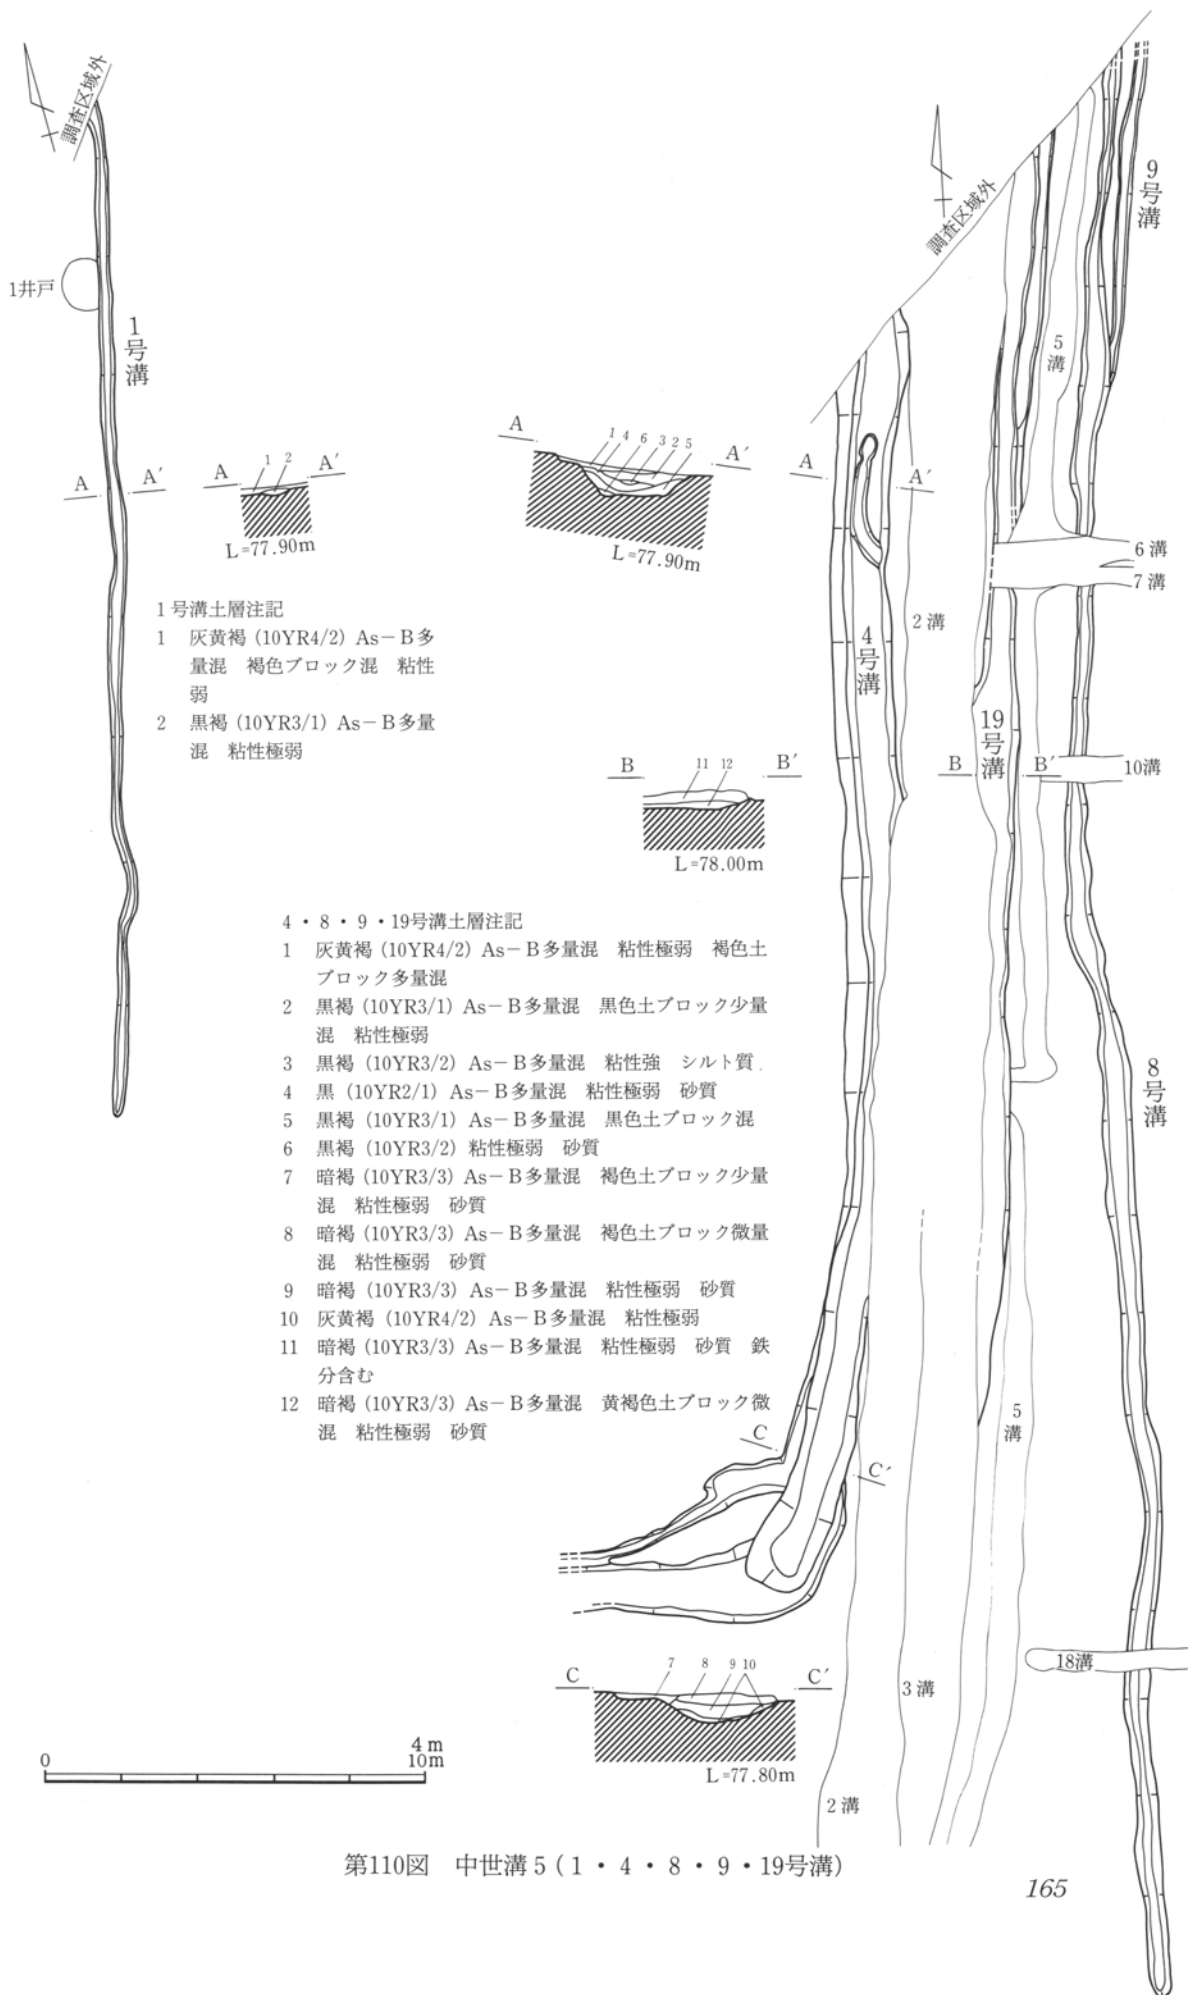 調査区域外
1井戸
1号溝
A A′
A 1 2 A′
L=77.90m
1号溝土層注記
1 灰黄褐 (10YR4/2) As－B多
量混 褐色ブロック混 粘性
弱
2 黒褐 (10YR3/1) As－B多量
混 粘性極弱
A 1 4 6 3 2 5 A′
L=77.90m
B 11 12 B′
L=78.00m
4・8・9・19号溝土層注記
1 灰黄褐 (10YR4/2) As－B多量混 粘性極弱 褐色土
ブロック多量混
2 黒褐 (10YR3/1) As－B多量混 黒色土ブロック少量
混 粘性極弱
3 黒褐 (10YR3/2) As－B多量混 粘性強 シルト質
4 黒 (10YR2/1) As－B多量混 粘性極弱 砂質
5 黒褐 (10YR3/1) As－B多量混 黒色土ブロック混
6 黒褐 (10YR3/2) 粘性極弱 砂質
7 暗褐 (10YR3/3) As－B多量混 褐色土ブロック少量
混 粘性極弱 砂質
8 暗褐 (10YR3/3) As－B多量混 褐色土ブロック微量
混 粘性極弱 砂質
9 暗褐 (10YR3/3) As－B多量混 粘性極弱 砂質
10 灰黄褐 (10YR4/2) As－B多量混 粘性極弱
11 暗褐 (10YR3/3) As－B多量混 粘性極弱 砂質 鉄
分含む
12 暗褐 (10YR3/3) As－B多量混 黄褐色土ブロック微
混 粘性極弱 砂質
調査区域外
9号溝
5溝
A A′
6溝
7溝
2溝
4号溝
19号溝
B B′
10溝
8号溝
5溝
C C′
18溝
3溝
2溝
C 7 8 9 10 C′
L=77.80m
4m
0 10m
第110図 中世溝5(1・4・8・9・19号溝)
165